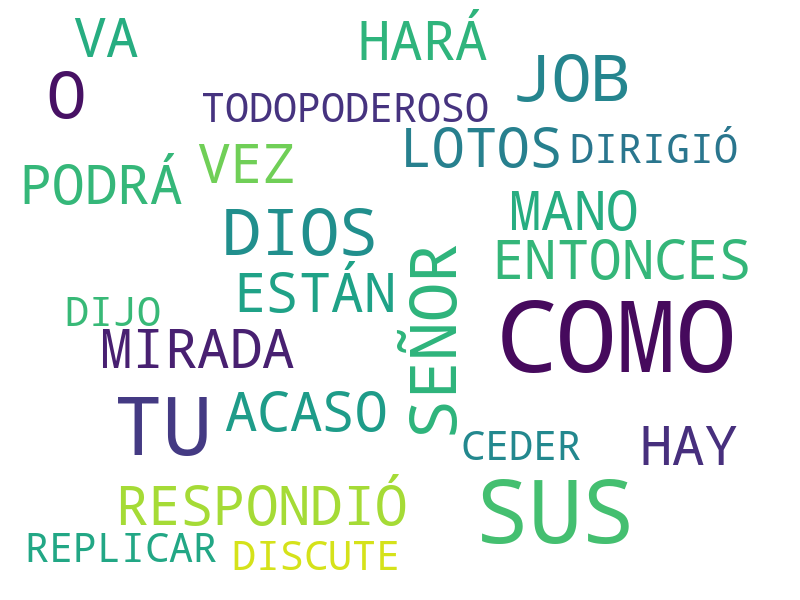 VA
HARÁ
O
JOB
TODOPODEROSO
LOTOS
DIRIGIÓ
VEZ
PODRÁ
MANO
DIOS
ENTONCES
ESTÁN
SEÑOR
DIJO
COMO
MIRADA
TU
ACASO
CEDER
HAY
RESPONDIÓ
SUS
REPLICAR
DISCUTE